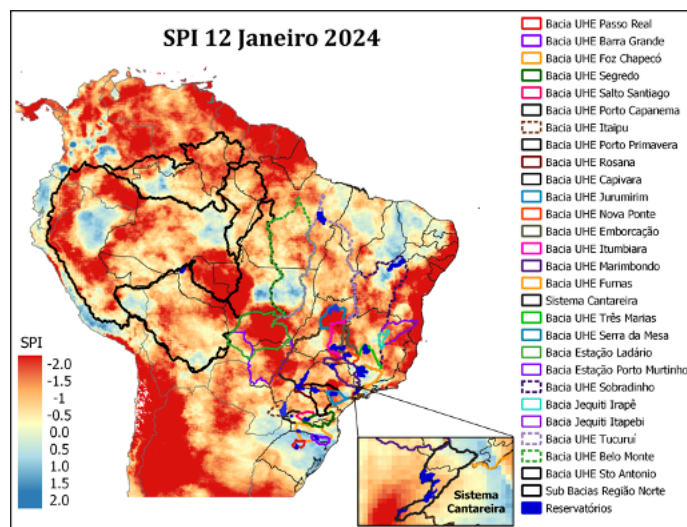 SPI 12 Janeiro 2024
SPI
-2.0
-1.5
-1.0
-0.5
0.0
0.5
1.0
1.5
2.0
Sistema
Cantareira
Bacia UHE Passo Real
Bacia UHE Barra Grande
Bacia UHE Foz Chapecó
Bacia UHE Segredo
Bacia UHE Salto Santiago
Bacia UHE Porto Capanema
Bacia UHE Itaipu
Bacia UHE Porto Primavera
Bacia UHE Rosana
Bacia UHE Capivara
Bacia UHE Jurumirim
Bacia UHE Nova Ponte
Bacia UHE Emborcação
Bacia UHE Itumbiara
Bacia UHE Marimbondo
Bacia UHE Furnas
Sistema Cantareira
Bacia UHE Três Marias
Bacia UHE Serra da Mesa
Bacia Estação Ladário
Bacia Estação Porto Murtinho
Bacia UHE Sobradinho
Bacia Jequiti Irapê
Bacia Jequiti Itapebi
Bacia UHE Tucuruí
Bacia UHE Belo Monte
Bacia UHE Sto Antonio
Sub Bacias Região Norte
Reservatórios